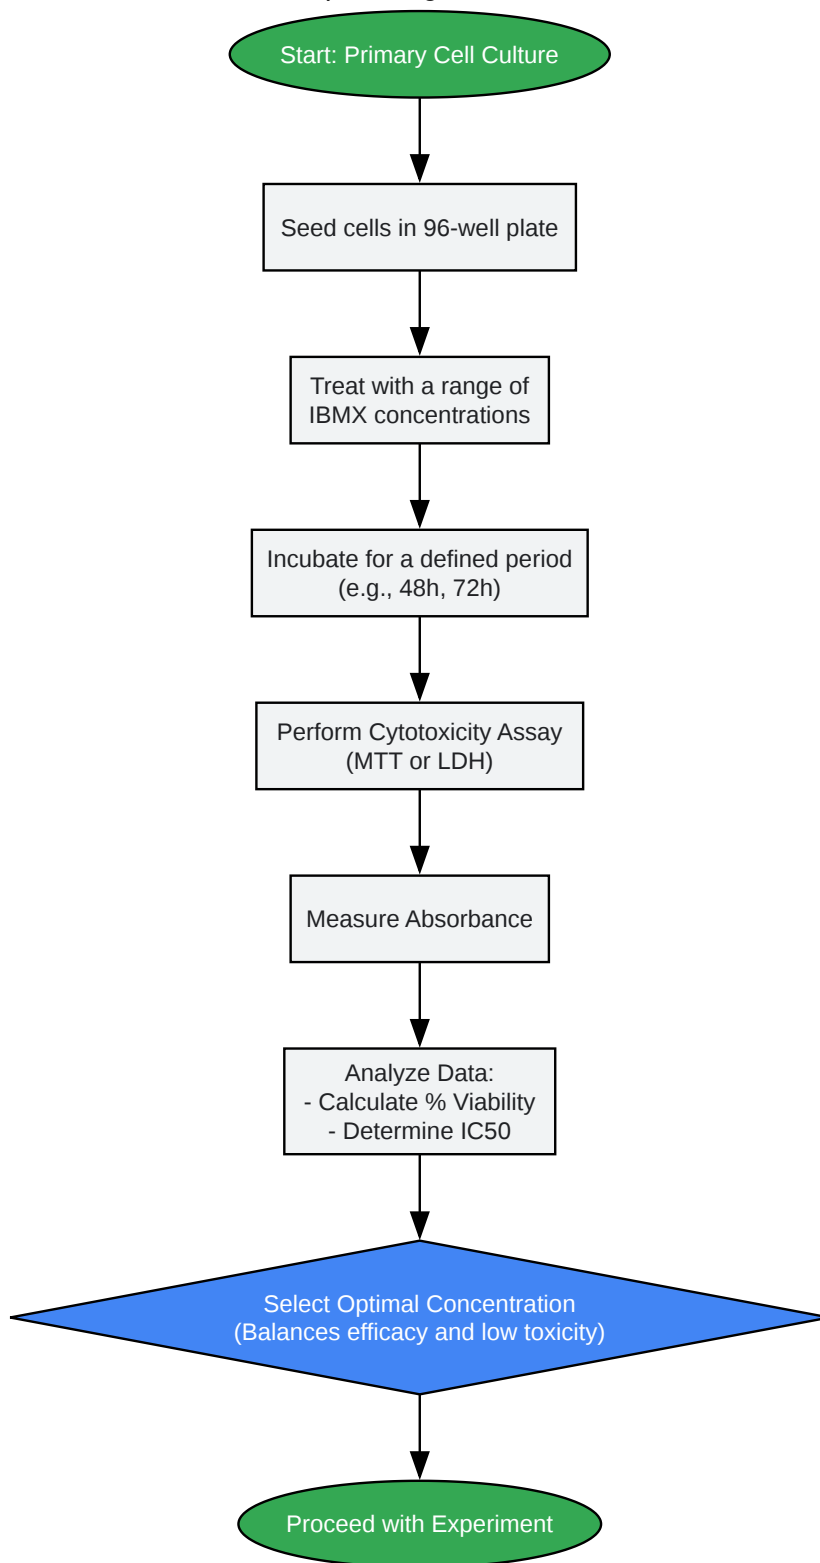 Start: Primary Cell Culture
Seed cells in 96-well plate
Treat with a range of
IBMX concentrations
Incubate for a defined period
(e.g., 48h, 72h)
Perform Cytotoxicity Assay
(MTT or LDH)
Measure Absorbance
Analyze Data:
- Calculate % Viability
- Determine IC50
Select Optimal Concentration
(Balances efficacy and low toxicity)
Proceed with Experiment